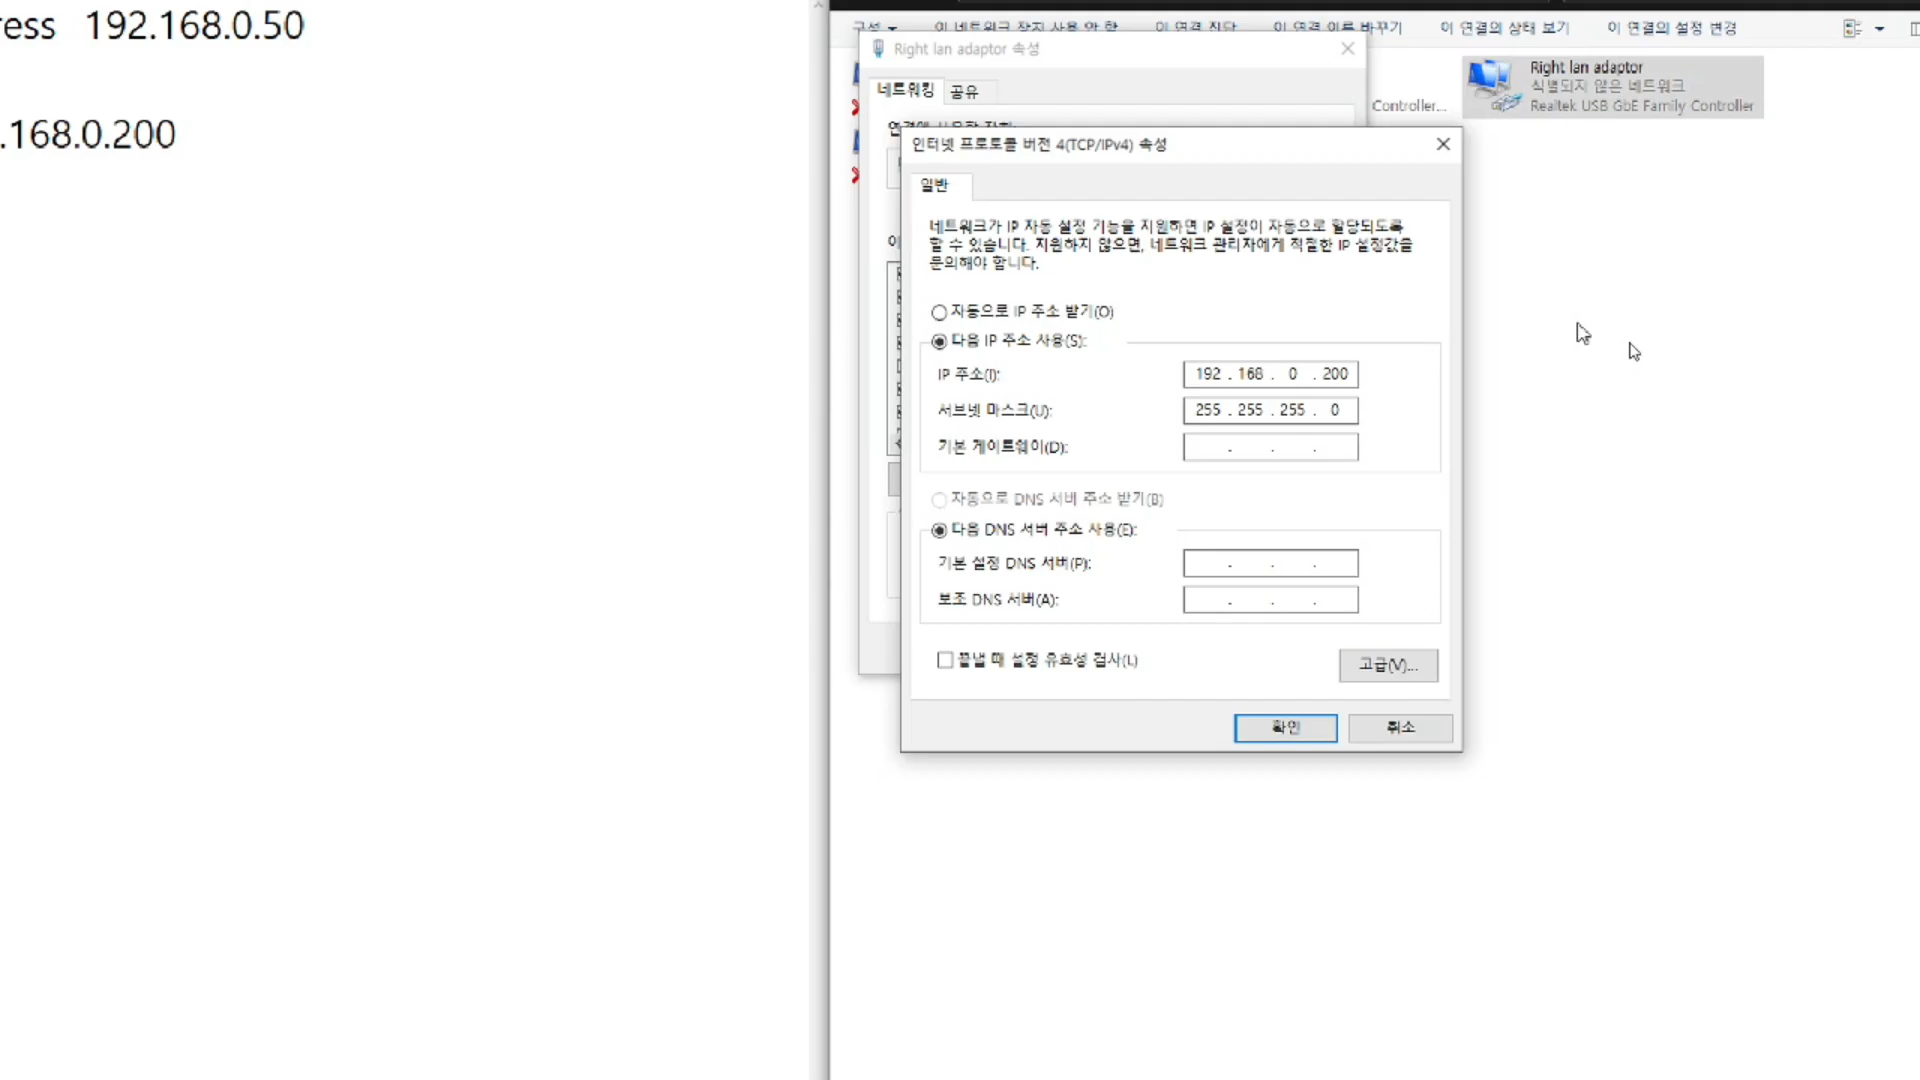 ress 192.168.0.50
.168.0.200
구성
이 네트워크 장치 사용 안 함
이 연결 진단
이 연결 이름 바꾸기
이 연결의 상태 보기
이 연결의 설정 변경
Right lan adaptor 속성
네트워킹
공유
연결에 사용할 장치:
Controller...
Right lan adaptor
식별되지 않은 네트워크
Realtek USB GbE Family Controller
인터넷 프로토콜 버전 4(TCP/IPv4) 속성
일반
네트워크가 IP 자동 설정 기능을 지원하면 IP 설정이 자동으로 할당되도록
할 수 있습니다. 지원하지 않으면, 네트워크 관리자에게 적절한 IP 설정값을
문의해야 합니다.
자동으로 IP 주소 받기(O)
다음 IP 주소 사용(S):
IP 주소(I): 192 . 168 . 0 . 200
서브넷 마스크(U): 255 . 255 . 255 . 0
기본 게이트웨이(D): . . .
자동으로 DNS 서버 주소 받기(B)
다음 DNS 서버 주소 사용(E):
기본 설정 DNS 서버(P): . . .
보조 DNS 서버(A): . . .
끝낼 때 설정 유효성 검사(L)
고급(V)...
확인
취소